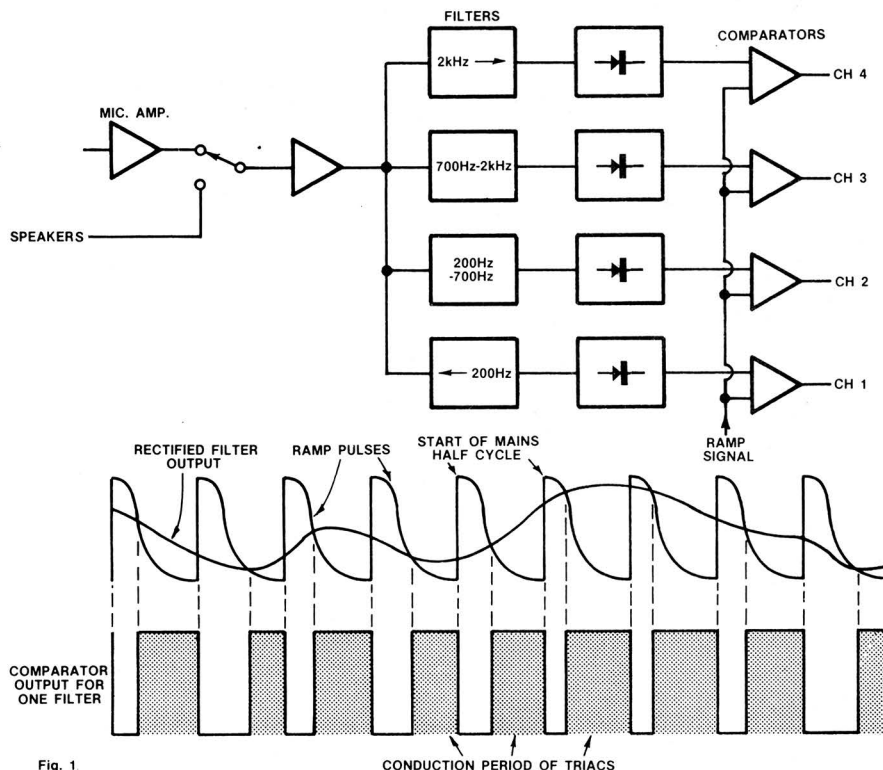 FILTERS
COMPARATORS
2kHz
CH 4
MIC. AMP.
700Hz-2kHz
CH 3
SPEAKERS
200Hz
-700Hz
CH 2
200Hz
CH 1
RECTIFIED FILTER
OUTPUT
RAMP PULSES
START OF MAINS
HALF CYCLE
RAMP
SIGNAL
COMPARATOR
OUTPUT FOR
ONE FILTER
Fig. 1.
CONDUCTION PERIOD OF TRIACS